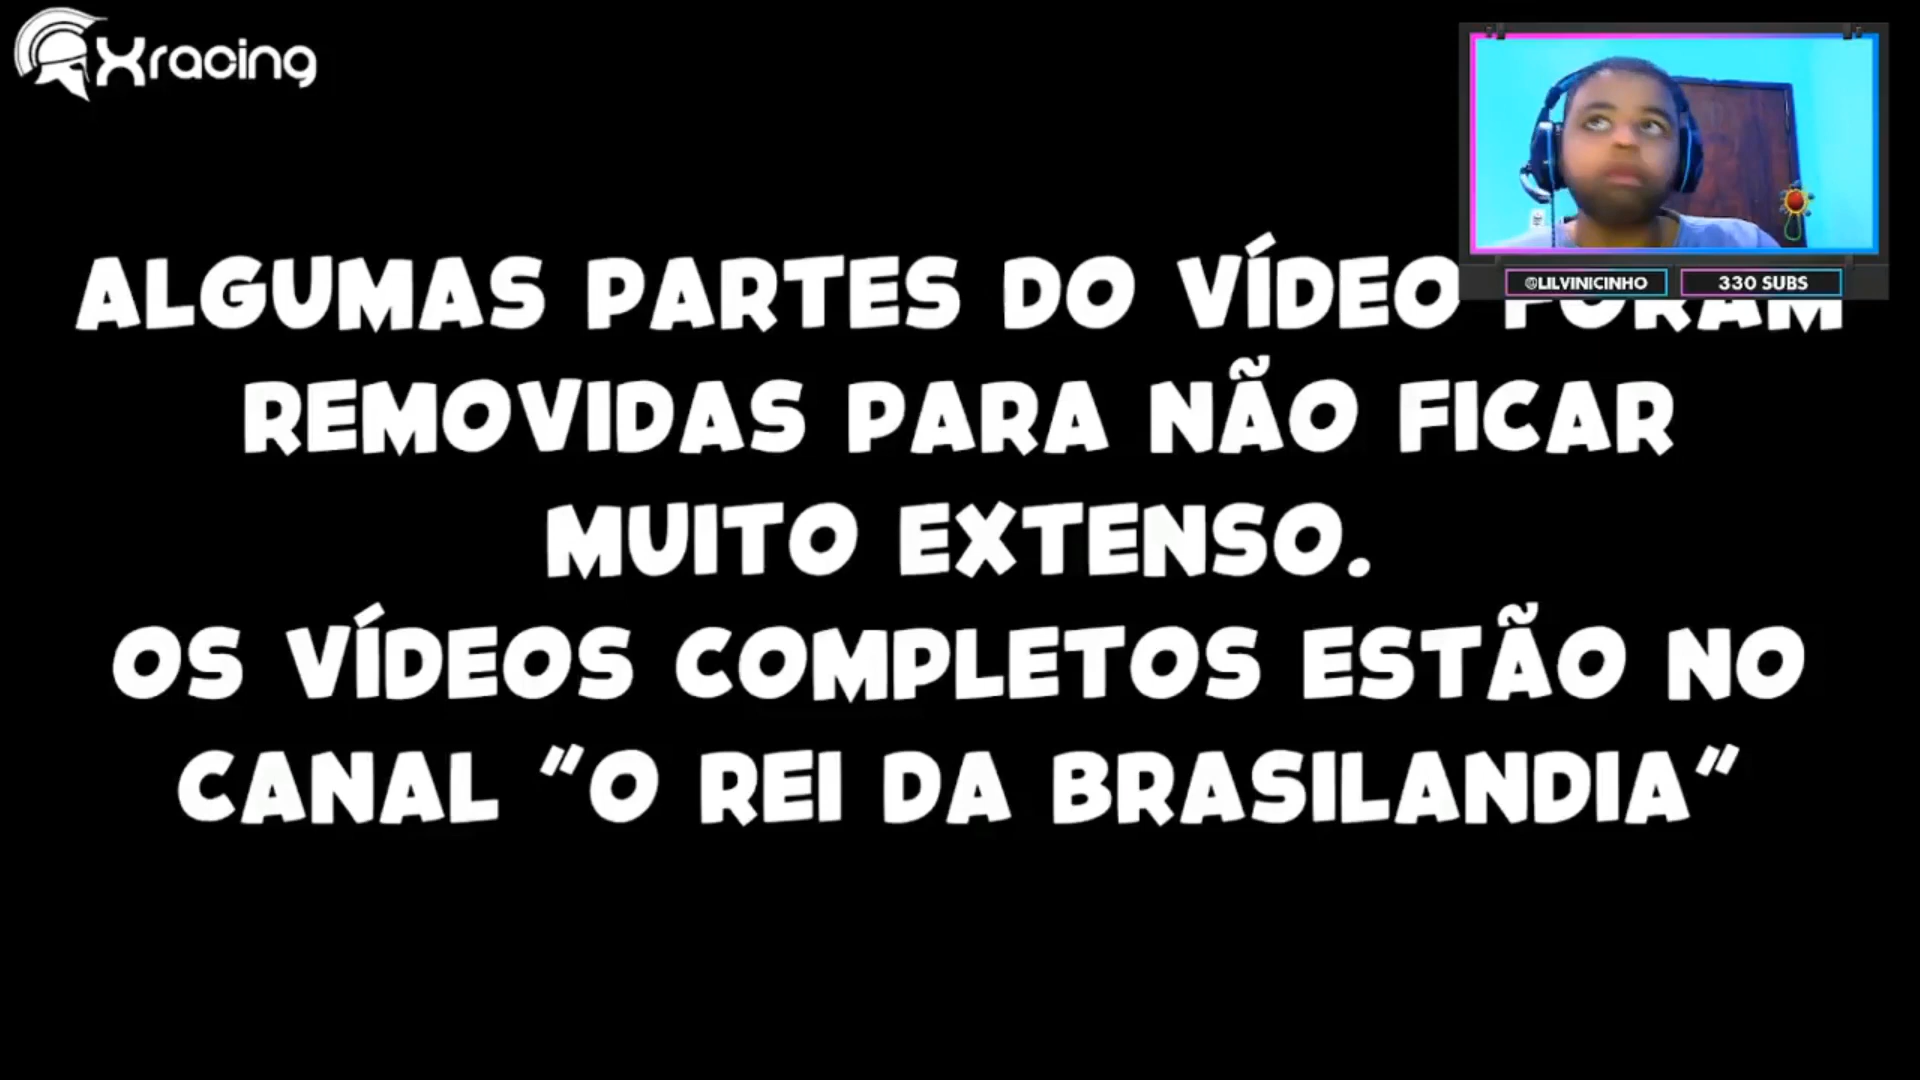 Xracing
ALGUMAS PARTES DO VÍDEO FORAM
@LILVINICINHO
330 SUBS
REMOVIDAS PARA NÃO FICAR
MUITO EXTENSO.
OS VÍDEOS COMPLETOS ESTÃO NO
CANAL "O REI DA BRASILANDIA"